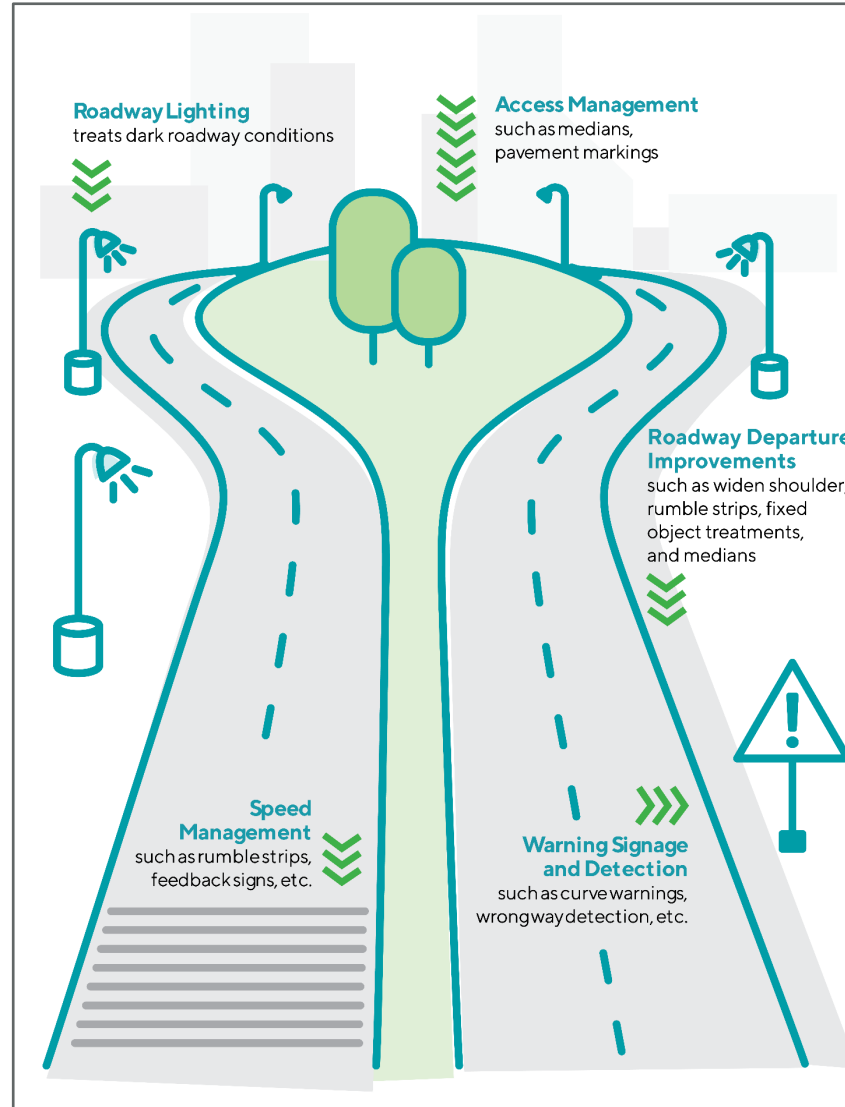 Roadway Lighting
treats dark roadway conditions
Access Management
such as medians,
pavement markings
Roadway Departure
Improvements
such as widen shoulder,
rumble strips, fixed
object treatments,
and medians
Speed
Management
such as rumble strips,
feedback signs, etc.
Warning Signage
and Detection
such as curve warnings,
wrong way detection, etc.
!